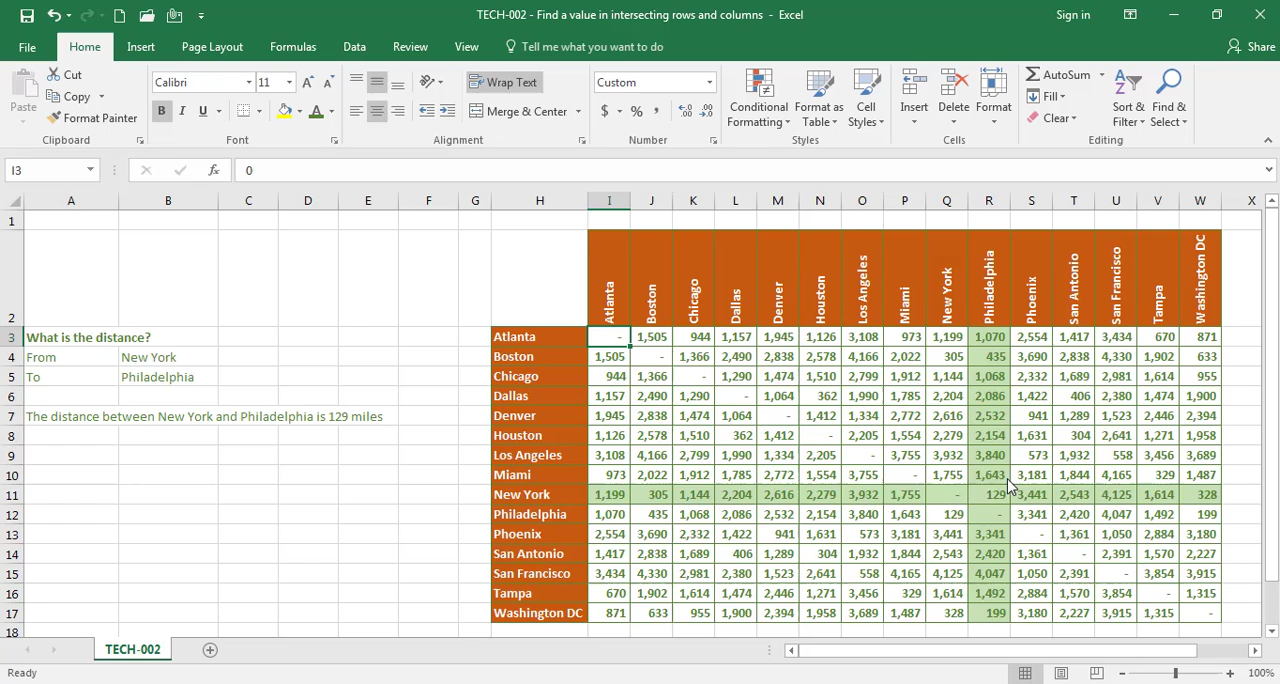 TECH-002 - Find a value in intersecting rows and columns - Excel
Sign in
File Home Insert Page Layout Formulas Data Review View Tell me what you want to do Share
Paste Cut Copy Format Painter
Calibri 11
B I U A
Wrap Text
Merge & Center
Custom
$ % ,
Conditional Formatting Format as Table Cell Styles
Insert Delete Format
AutoSum Fill Clear
Sort & Filter Find & Select
Clipboard Font Alignment Number Styles Cells Editing
I3 fx 0
A B C D E F G H I J K L M N O P Q R S T U V W X
1
2 Atlanta Boston Chicago Dallas Denver Houston Los Angeles Miami New York Philadelphia Phoenix San Antonio San Francisco Tampa Washington DC
3 What is the distance? Atlanta - 1,505 944 1,157 1,945 1,126 3,108 973 1,199 1,070 2,554 1,417 3,434 670 871
4 From New York Boston 1,505 - 1,366 2,490 2,838 2,578 4,166 2,022 305 435 3,690 2,838 4,330 1,902 633
5 To Philadelphia Chicago 944 1,366 - 1,290 1,474 1,510 2,799 1,912 1,144 1,068 2,332 1,689 2,981 1,614 955
6 Dallas 1,157 2,490 1,290 - 1,064 362 1,990 1,785 2,204 2,086 1,422 406 2,380 1,474 1,900
7 The distance between New York and Philadelphia is 129 miles Denver 1,945 2,838 1,474 1,064 - 1,412 1,334 2,772 2,616 2,532 941 1,289 1,523 2,446 2,394
8 Houston 1,126 2,578 1,510 362 1,412 - 2,205 1,554 2,279 2,154 1,631 304 2,641 1,271 1,958
9 Los Angeles 3,108 4,166 2,799 1,990 1,334 2,205 - 3,755 3,932 3,840 573 1,932 558 3,456 3,689
10 Miami 973 2,022 1,912 1,785 2,772 1,554 3,755 - 1,755 1,643 3,181 1,844 4,165 329 1,487
11 New York 1,199 305 1,144 2,204 2,616 2,279 3,932 1,755 - 129 3,441 2,543 4,125 1,614 328
12 Philadelphia 1,070 435 1,068 2,086 2,532 2,154 3,840 1,643 129 - 3,341 2,420 4,047 1,492 199
13 Phoenix 2,554 3,690 2,332 1,422 941 1,631 573 3,181 3,441 3,341 - 1,361 1,050 2,884 3,180
14 San Antonio 1,417 2,838 1,689 406 1,289 304 1,932 1,844 2,543 2,420 1,361 - 2,391 1,570 2,227
15 San Francisco 3,434 4,330 2,981 2,380 1,523 2,641 558 4,165 4,125 4,047 1,050 2,391 - 3,854 3,915
16 Tampa 670 1,902 1,614 1,474 2,446 1,271 3,456 329 1,614 1,492 2,884 1,570 3,854 - 1,315
17 Washington DC 871 633 955 1,900 2,394 1,958 3,689 1,487 328 199 3,180 2,227 3,915 1,315 -
18
TECH-002
Ready 100%